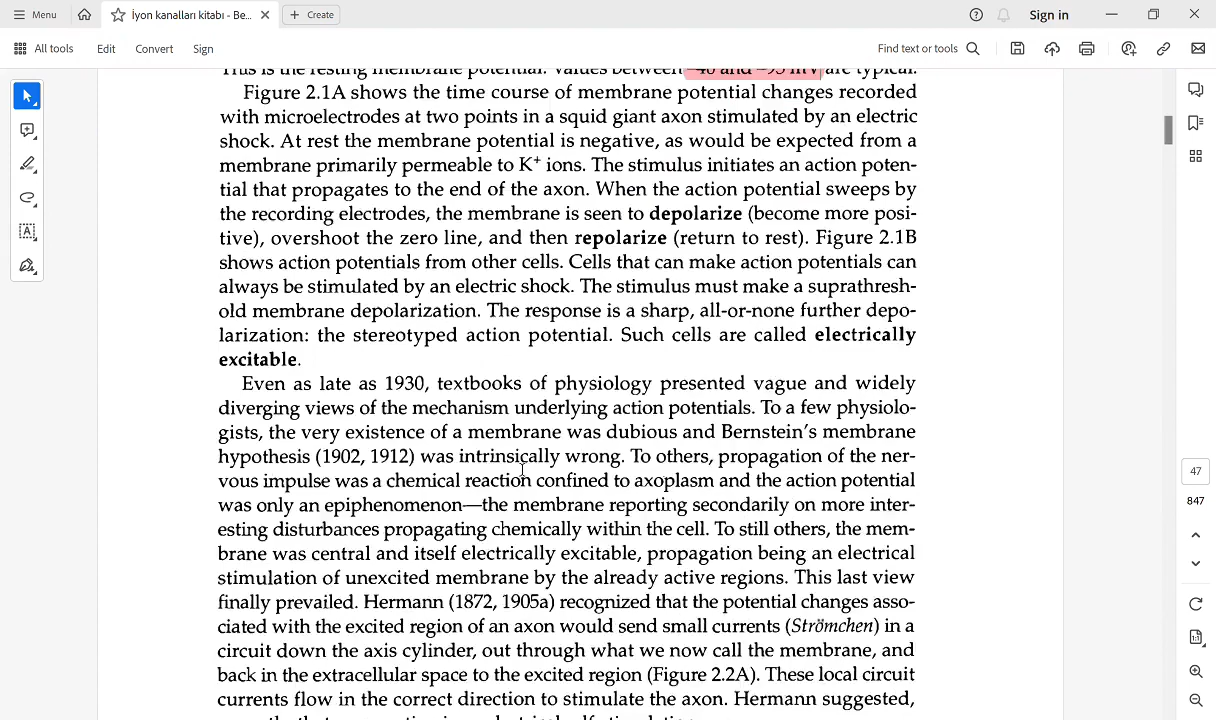 Menu
İyon kanalları kitabı - Be...
Create
Sign in
All tools
Edit
Convert
Sign
Find text or tools
This is the resting membrane potential. Values between −40 and −95 mV are typical.
Figure 2.1A shows the time course of membrane potential changes recorded
with microelectrodes at two points in a squid giant axon stimulated by an electric
shock. At rest the membrane potential is negative, as would be expected from a
membrane primarily permeable to K⁺ ions. The stimulus initiates an action poten-
tial that propagates to the end of the axon. When the action potential sweeps by
the recording electrodes, the membrane is seen to depolarize (become more posi-
tive), overshoot the zero line, and then repolarize (return to rest). Figure 2.1B
shows action potentials from other cells. Cells that can make action potentials can
always be stimulated by an electric shock. The stimulus must make a suprathresh-
old membrane depolarization. The response is a sharp, all-or-none further depo-
larization: the stereotyped action potential. Such cells are called electrically
excitable.
Even as late as 1930, textbooks of physiology presented vague and widely
diverging views of the mechanism underlying action potentials. To a few physiolo-
gists, the very existence of a membrane was dubious and Bernstein's membrane
hypothesis (1902, 1912) was intrinsically wrong. To others, propagation of the ner-
vous impulse was a chemical reaction confined to axoplasm and the action potential
was only an epiphenomenon—the membrane reporting secondarily on more inter-
esting disturbances propagating chemically within the cell. To still others, the mem-
brane was central and itself electrically excitable, propagation being an electrical
stimulation of unexcited membrane by the already active regions. This last view
finally prevailed. Hermann (1872, 1905a) recognized that the potential changes asso-
ciated with the excited region of an axon would send small currents (Strömchen) in a
circuit down the axis cylinder, out through what we now call the membrane, and
back in the extracellular space to the excited region (Figure 2.2A). These local circuit
currents flow in the correct direction to stimulate the axon. Hermann suggested,
47
847
1:1